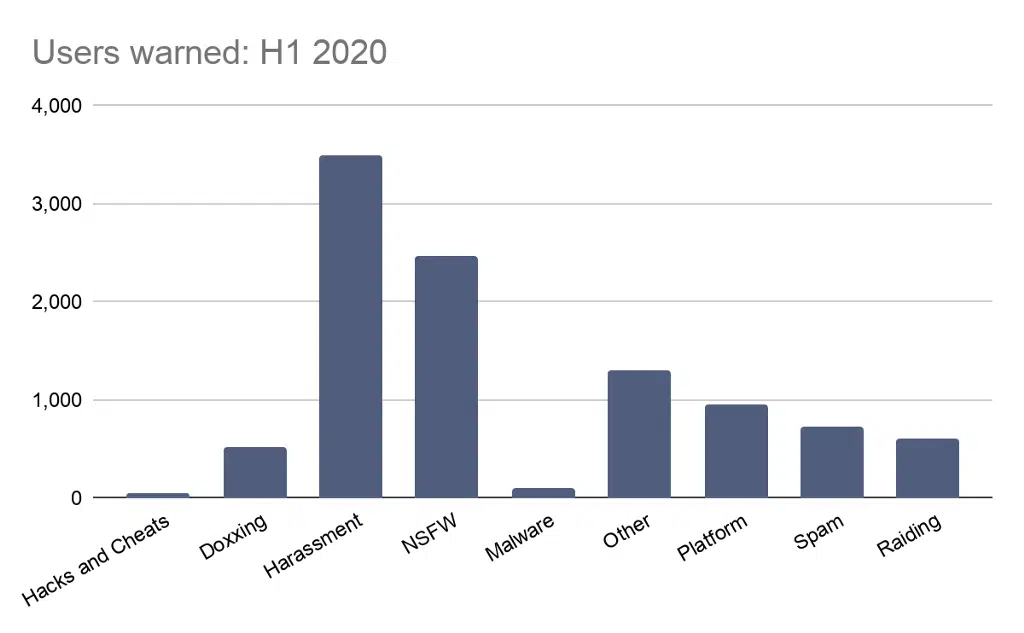 Users warned: H1 2020
4,000
3,000
2,000
1,000
0
Hacks and Cheats
Doxxing
Harassment
NSFW
Malware
Other
Platform
Spam
Raiding